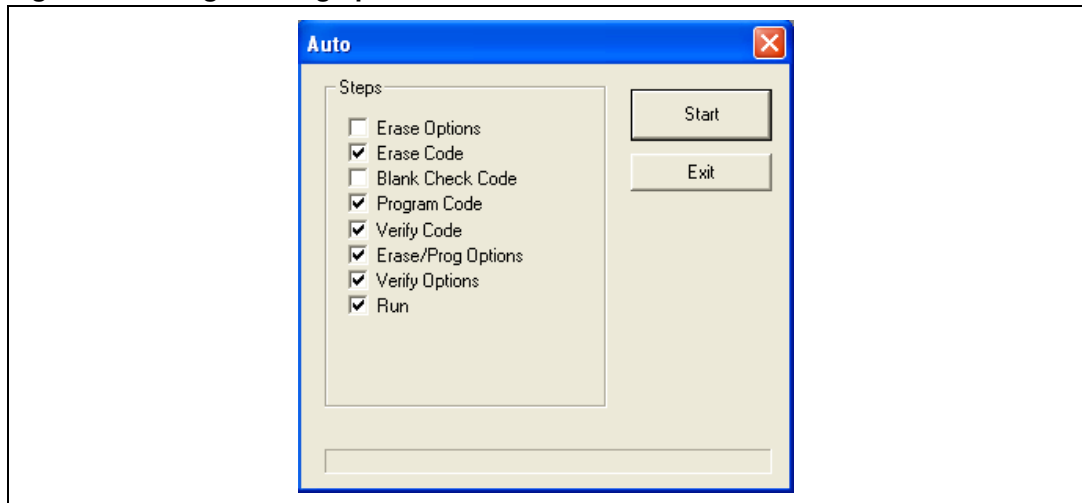 Auto
Steps
Erase Options
Erase Code
Blank Check Code
Program Code
Verify Code
Erase/Prog Options
Verify Options
Run
Start
Exit